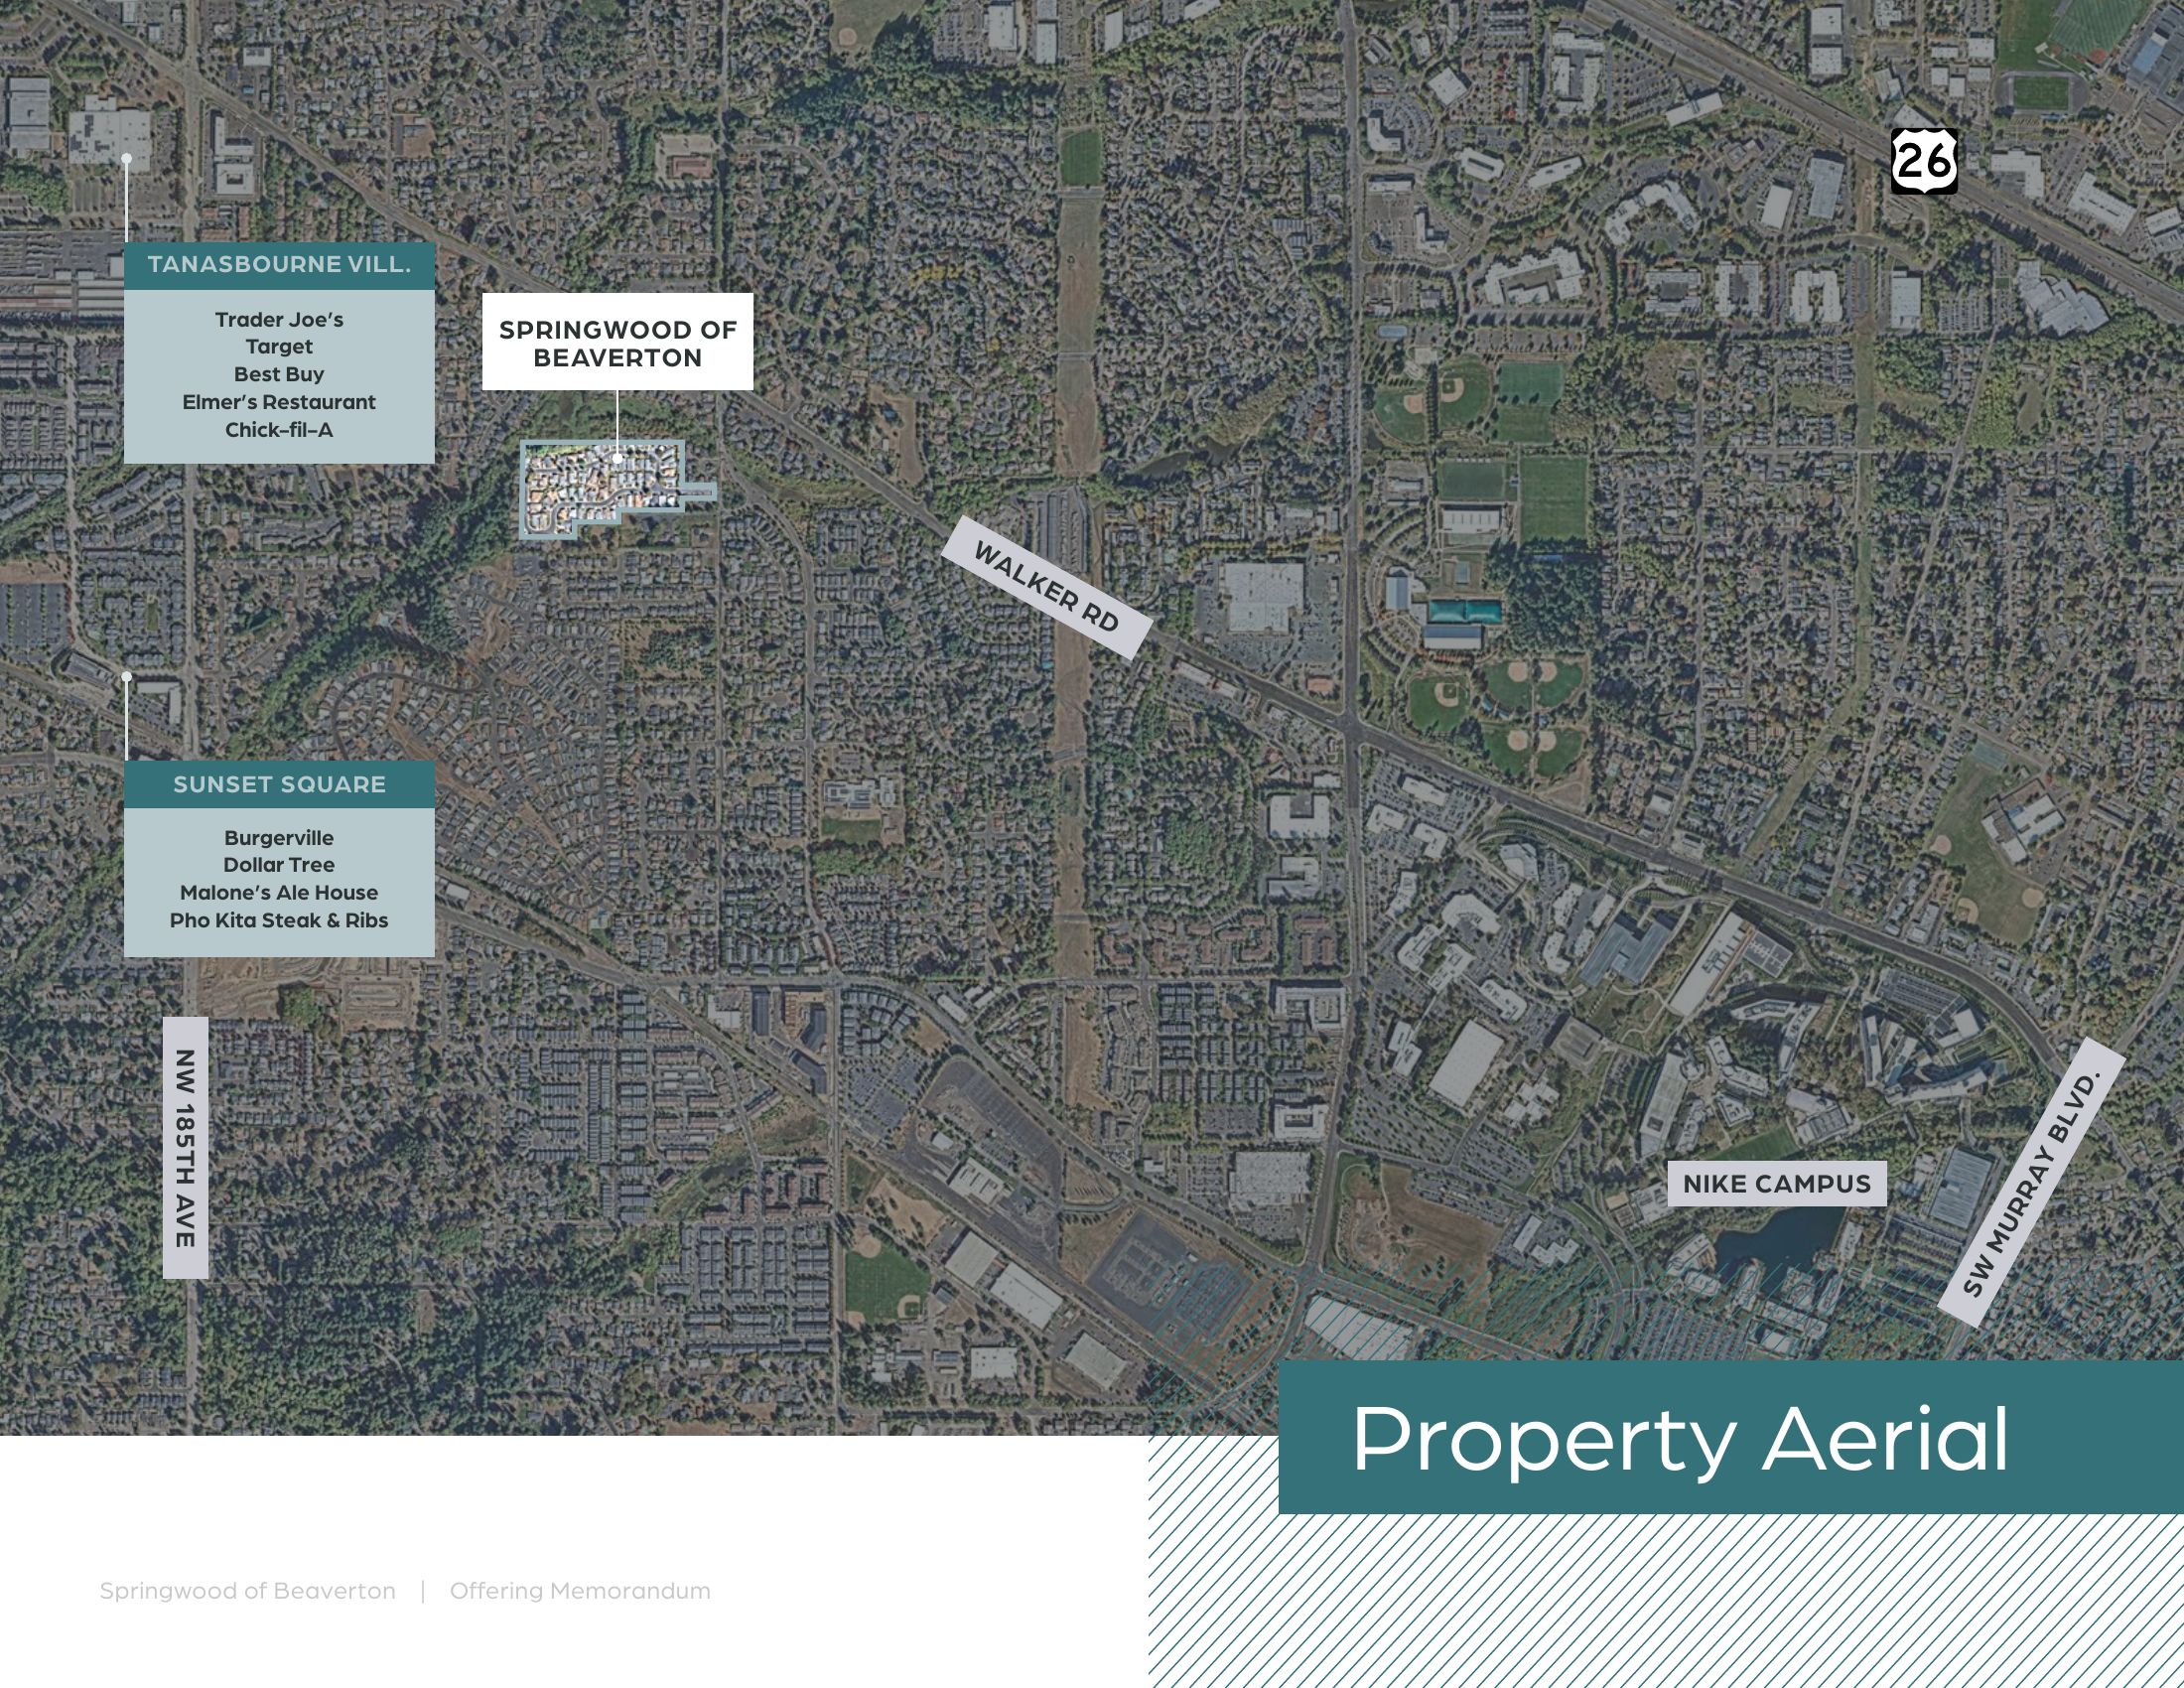 26
TANASBOURNE VILL.
Trader Joe's
Target
Best Buy
Elmer's Restaurant
Chick-fil-A
SPRINGWOOD OF
BEAVERTON
WALKER RD
SUNSET SQUARE
Burgerville
Dollar Tree
Malone's Ale House
Pho Kita Steak & Ribs
NW 185TH AVE
NIKE CAMPUS
SW MURRAY BLVD.
Property Aerial
Springwood of Beaverton | Offering Memorandum